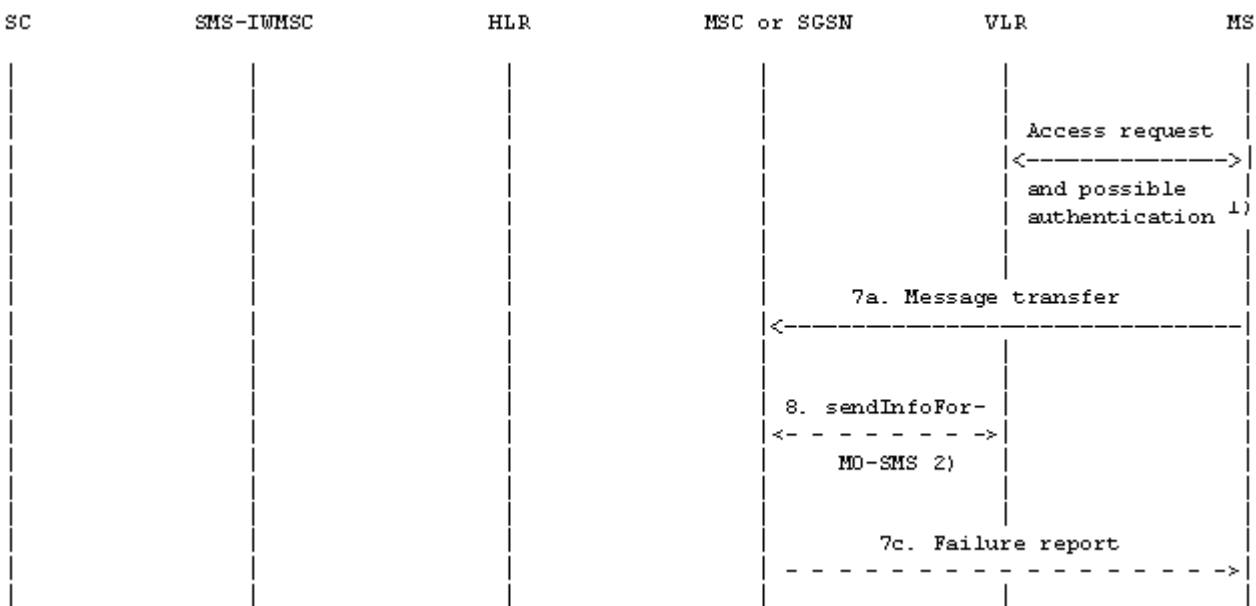 SC SMS-IWMSC HLR MSC or SGSN VLR MS
Access request
and possible
authentication 1)
7a. Message transfer
8. sendInfoFor-
MO-SMS 2)
7c. Failure report